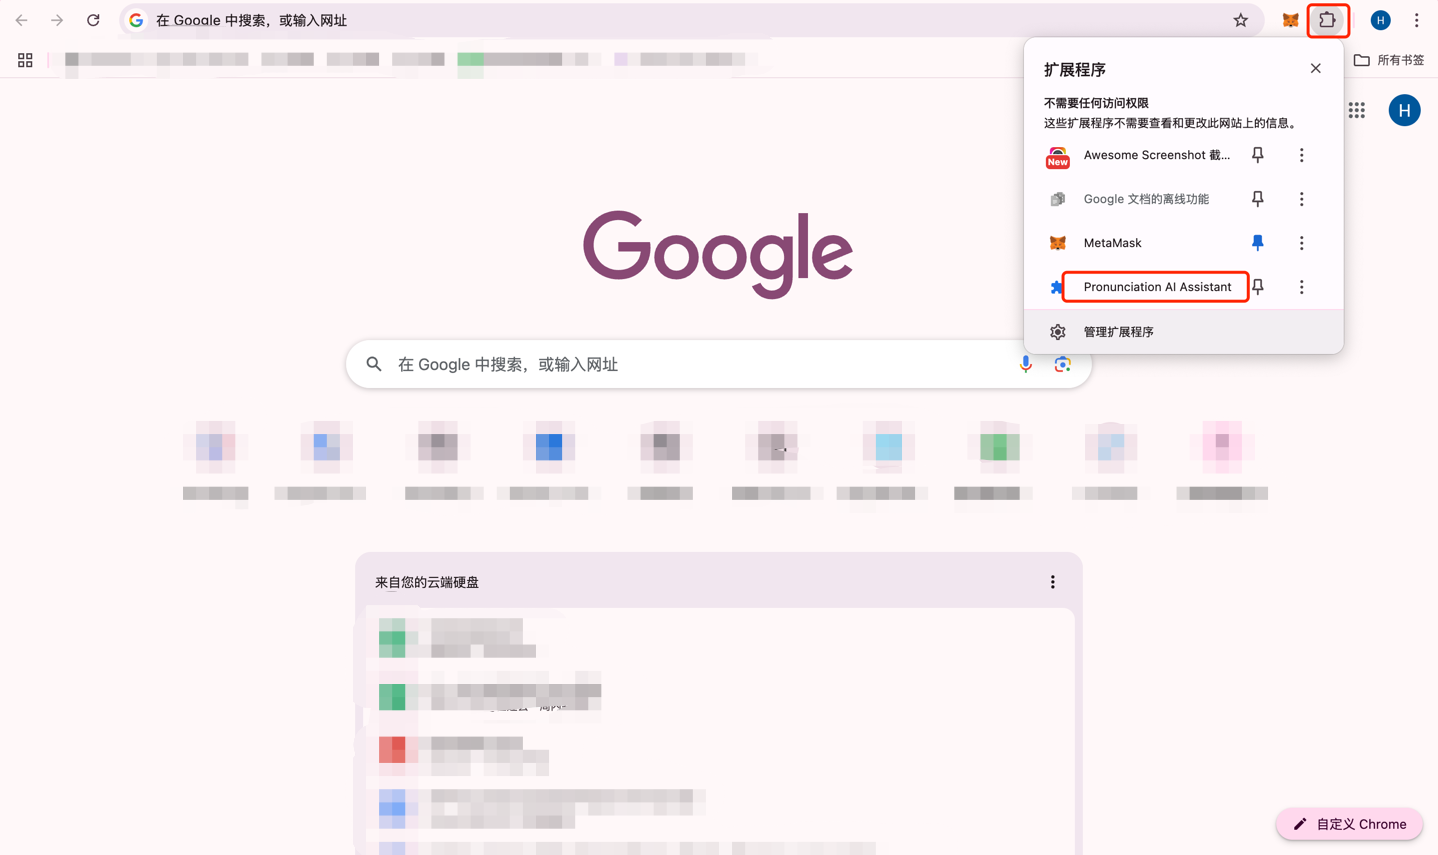 在 Google 中搜索，或输入网址
H
所有书签
扩展程序
不需要任何访问权限
这些扩展程序不需要查看和更改此网站上的信息。
H
New
Awesome Screenshot 截...
Google 文档的离线功能
MetaMask
Pronunciation AI Assistant
管理扩展程序
Google
在 Google 中搜索，或输入网址
来自您的云端硬盘
自定义 Chrome